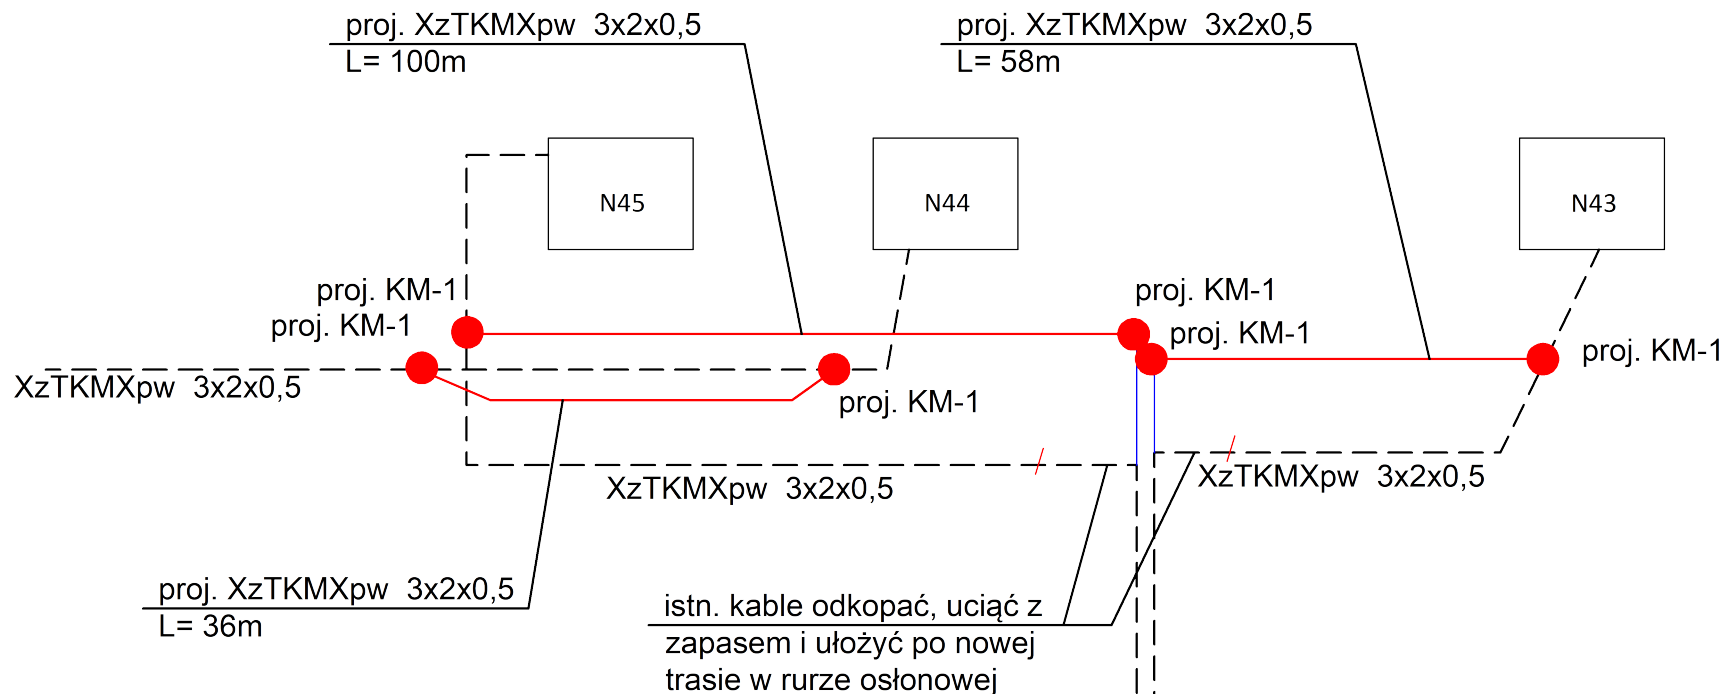 proj. XzTKMXpw 3x2x0,5
L= 100m
proj. XzTKMXpw 3x2x0,5
L= 58m
N45
N44
N43
proj. KM-1
proj. KM-1
proj. KM-1
proj. KM-1
proj. KM-1
XzTKMXpw 3x2x0,5
proj. KM-1
XzTKMXpw 3x2x0,5
XzTKMXpw 3x2x0,5
proj. XzTKMXpw 3x2x0,5
L= 36m
istn. kable odkopać, uciąć z
zapasem i ułożyć po nowej
trasie w rurze osłonowej